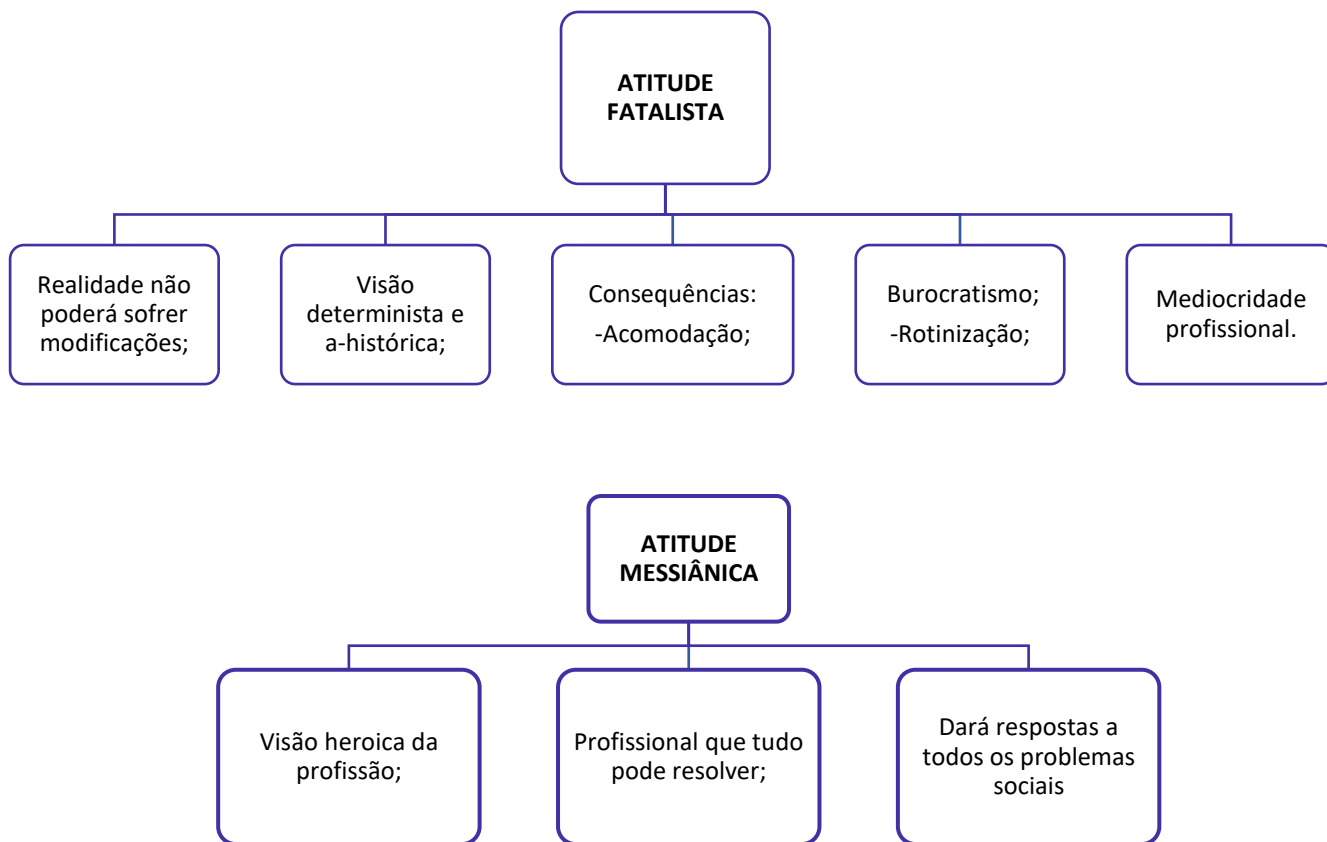 ATITUDE
FATALISTA
Realidade não
poderá sofrer
modificações;
Visão
determinista e
a-histórica;
Consequências:
-Acomodação;
Burocratismo;
-Rotinização;
Mediocridade
profissional.
ATITUDE
MESSIÂNICA
Visão heroica da
profissão;
Profissional que tudo
pode resolver;
Dará respostas a
todos os problemas
sociais